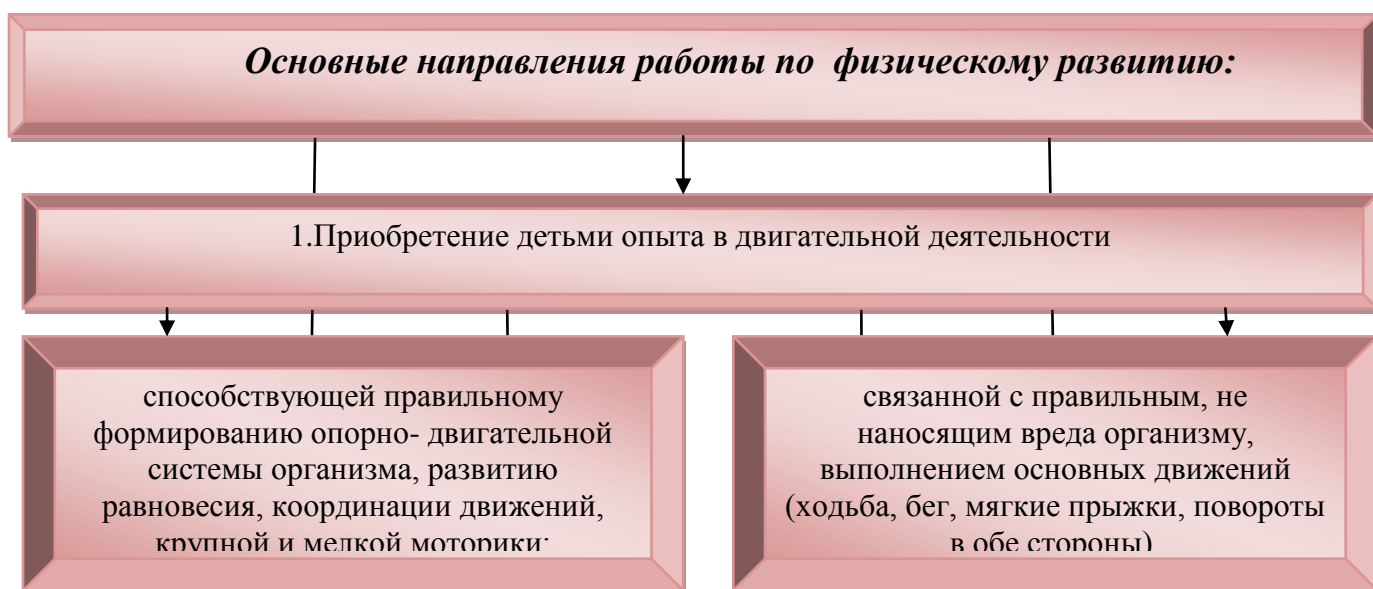 Основные направления работы по физическому развитию:
1.Приобретение детьми опыта в двигательной деятельности
способствующей правильному
формированию опорно- двигательной
системы организма, развитию
равновесия, координации движений,
крупной и мелкой моторики;
связанной с правильным, не
наносящим вреда организму,
выполнением основных движений
(ходьба, бег, мягкие прыжки, повороты
в обе стороны)